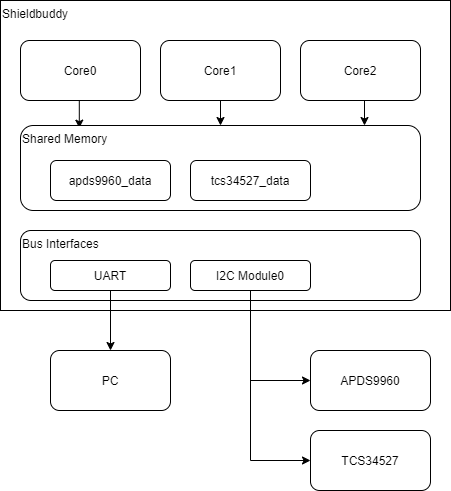 Shieldbuddy
Core0
Core1
Core2
Shared Memory
apds9960_data
tcs34527_data
Bus Interfaces
UART
I2C Module0
PC
APDS9960
TCS34527